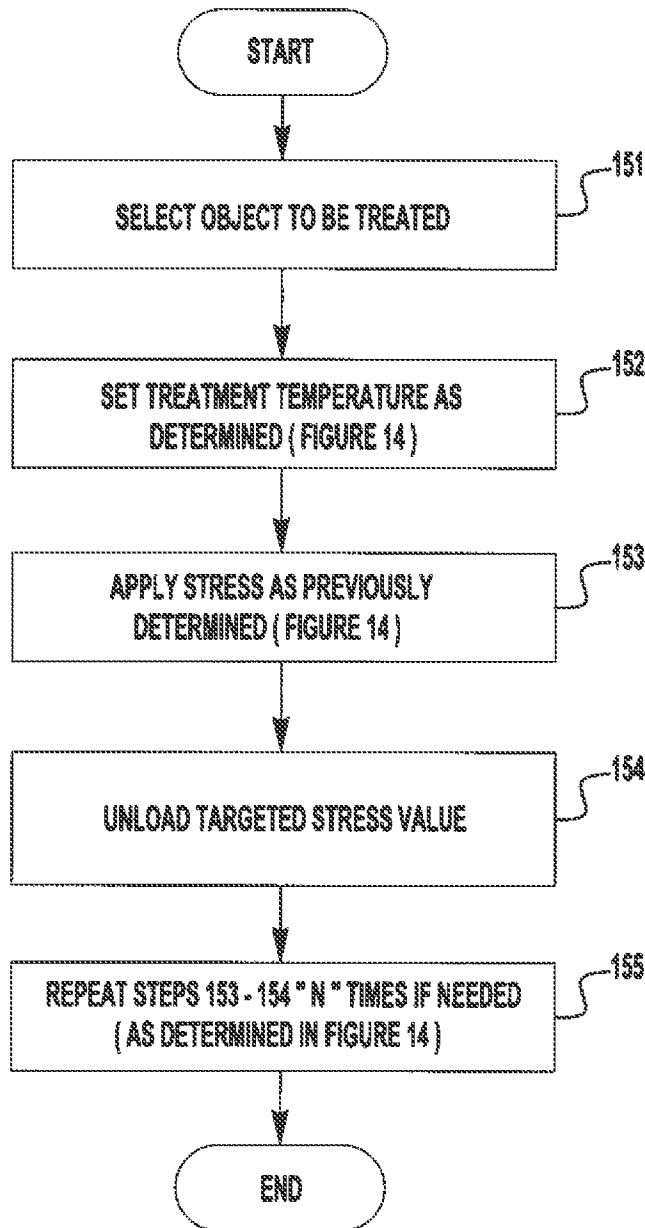 START
151
SELECT OBJECT TO BE TREATED
152
SET TREATMENT TEMPERATURE AS
DETERMINED ( FIGURE 14 )
153
APPLY STRESS AS PREVIOUSLY
DETERMINED ( FIGURE 14 )
154
UNLOAD TARGETED STRESS VALUE
155
REPEAT STEPS 153 - 154 " N " TIMES IF NEEDED
( AS DETERMINED IN FIGURE 14 )
END